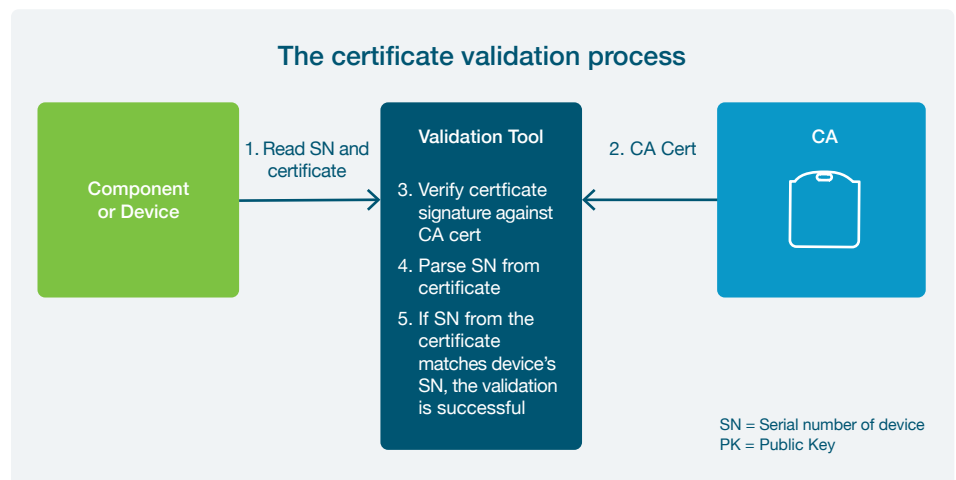 The certificate validation process
Component
or Device
1. Read SN and
certificate
Validation Tool
3. Verify certficate
signature against
CA cert
4. Parse SN from
certificate
5. If SN from the
certificate
matches device’s
SN, the validation
is successful
2. CA Cert
CA
SN = Serial number of device
PK = Public Key